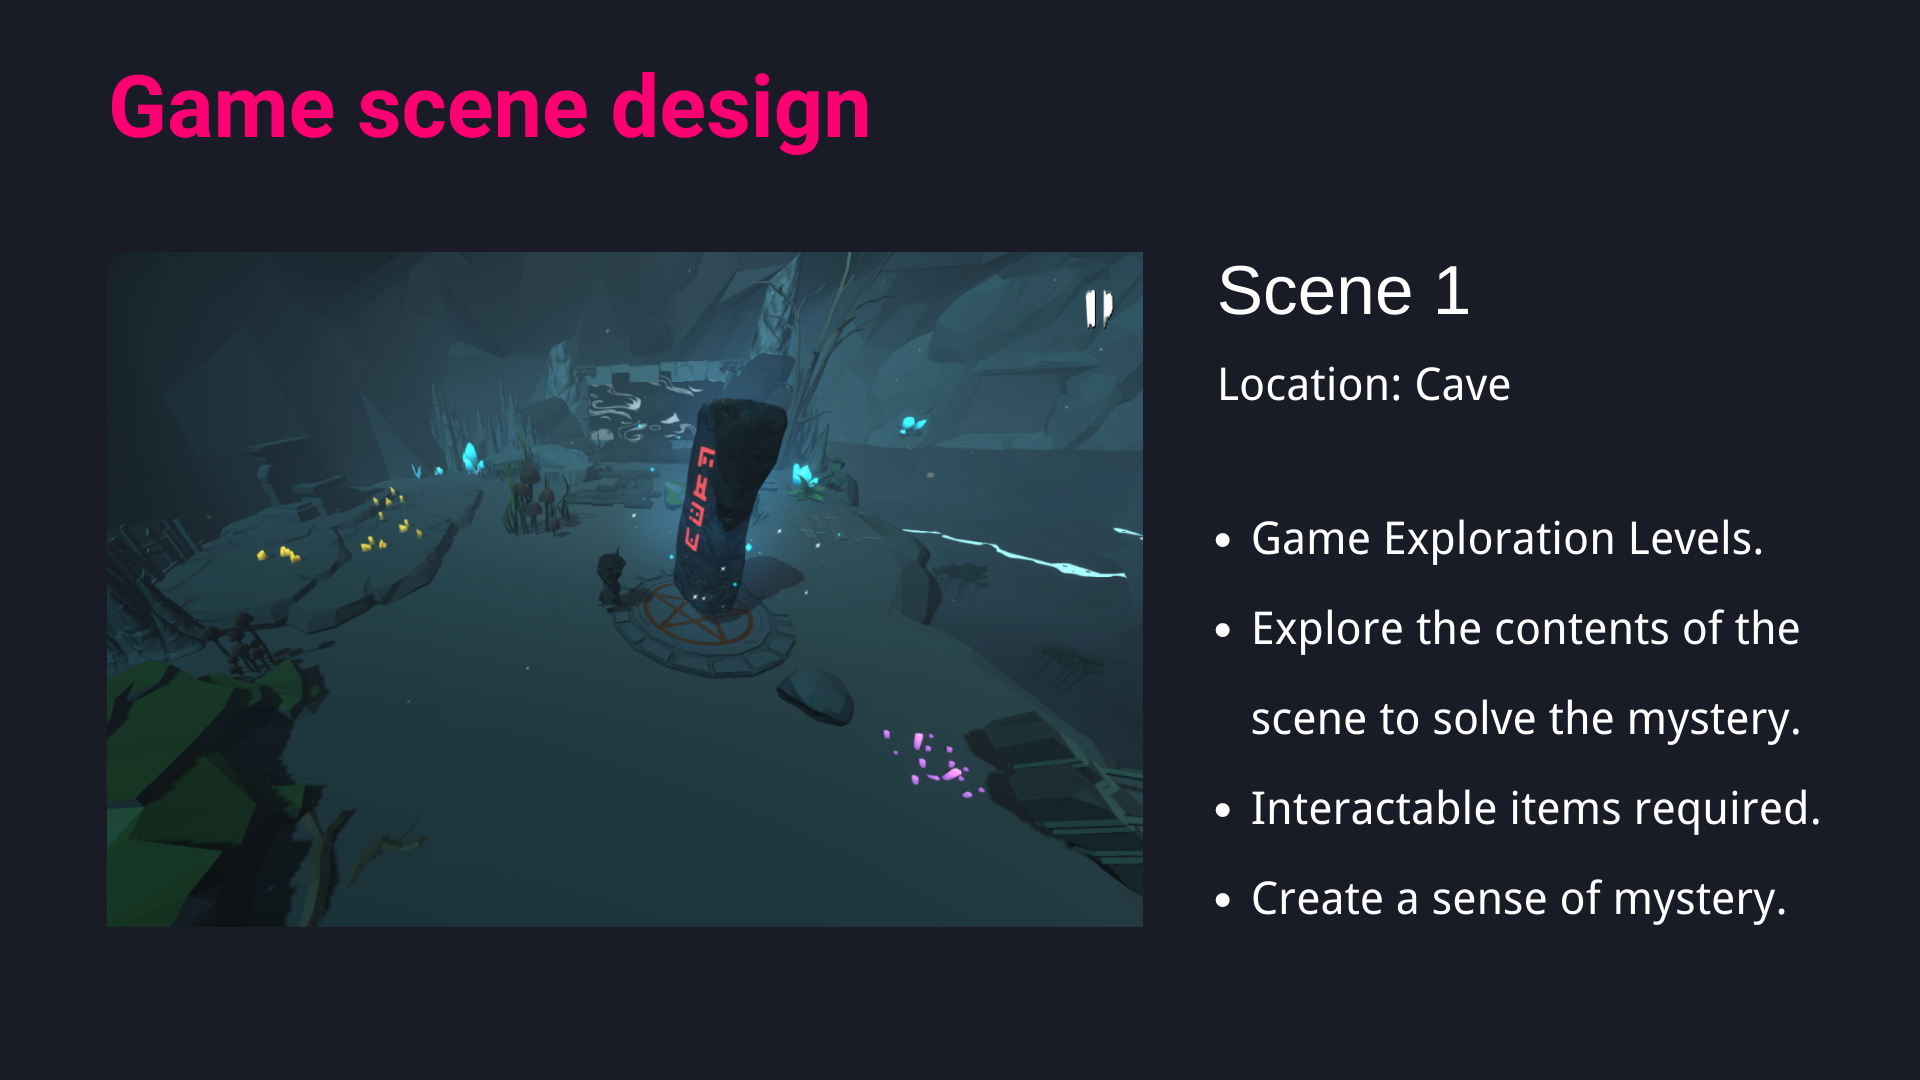 Game scene design
Scene 1
Location: Cave
• Game Exploration Levels.
• Explore the contents of the
scene to solve the mystery.
• Interactable items required.
• Create a sense of mystery.